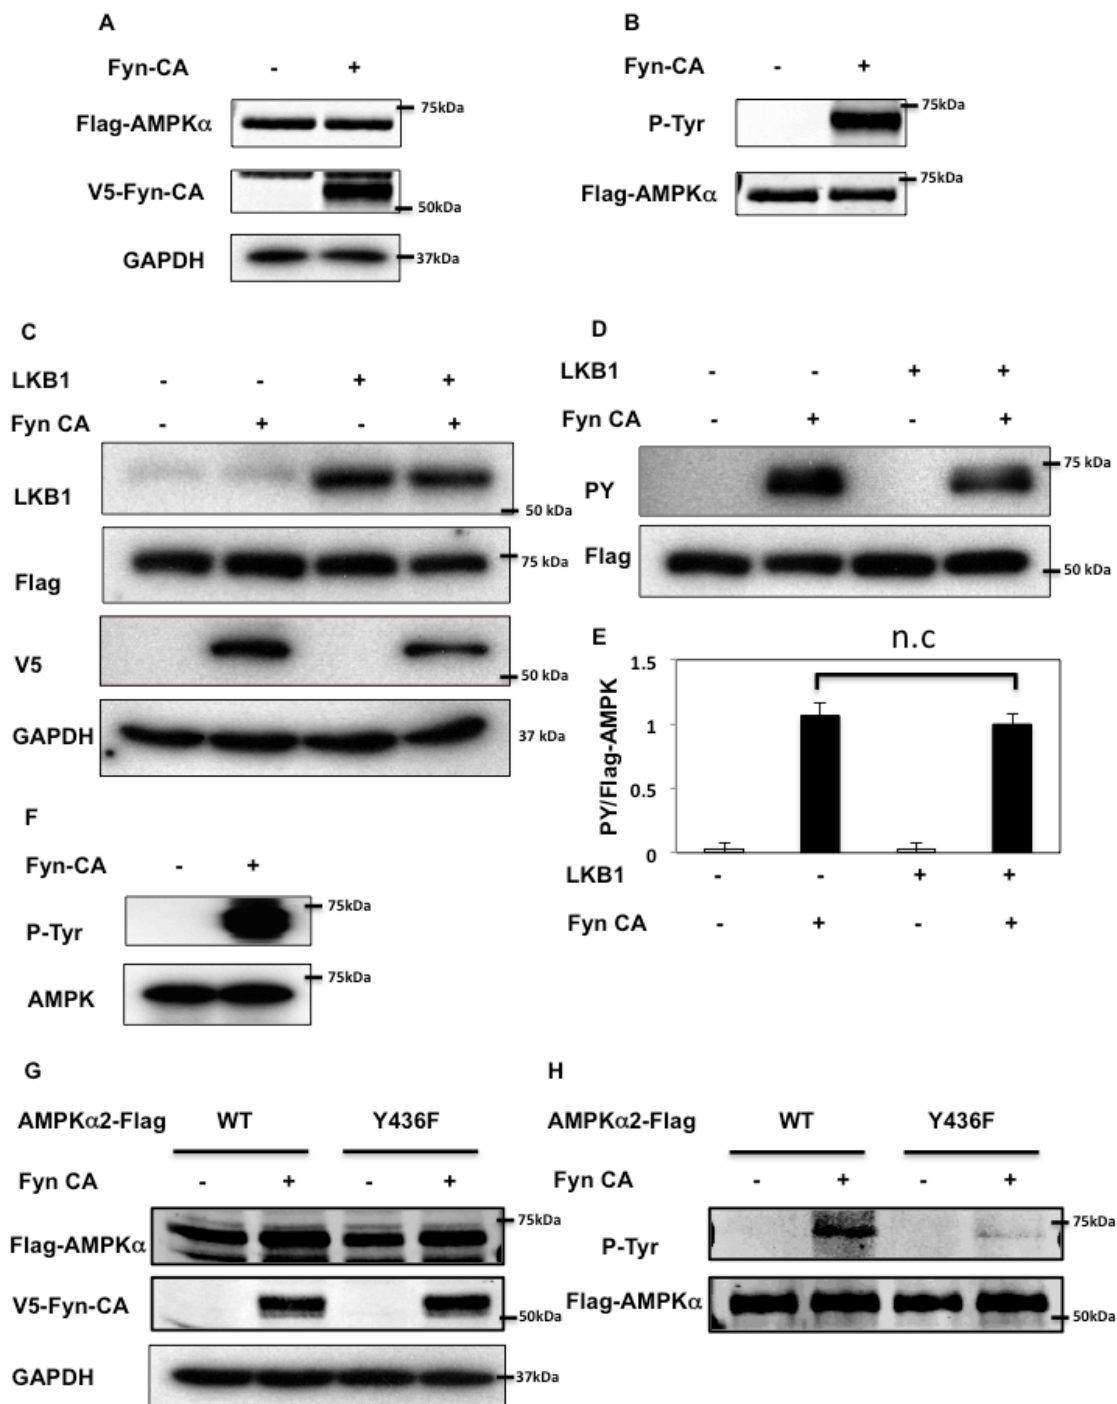 A
Fyn-CA - +
Flag-AMPKα 75kDa
V5-Fyn-CA 50kDa
GAPDH 37kDa
B
Fyn-CA - +
P-Tyr 75kDa
Flag-AMPKα 75kDa
C
LKB1 - - + +
Fyn CA - + - +
LKB1 50 kDa
Flag 75 kDa
V5 50 kDa
GAPDH 37 kDa
D
LKB1 - - + +
Fyn CA - + - +
PY 75 kDa
Flag 50 kDa
E
n.c
PY/Flag-AMPK
1.5
1
0.5
0
LKB1 - - + +
Fyn CA - + - +
F
Fyn-CA - +
P-Tyr 75kDa
AMPK 75kDa
G
AMPKα2-Flag WT Y436F
Fyn CA - + - +
Flag-AMPKα 75kDa
V5-Fyn-CA 50kDa
GAPDH 37kDa
H
AMPKα2-Flag WT Y436F
Fyn CA - + - +
P-Tyr 75kDa
Flag-AMPKα 50kDa